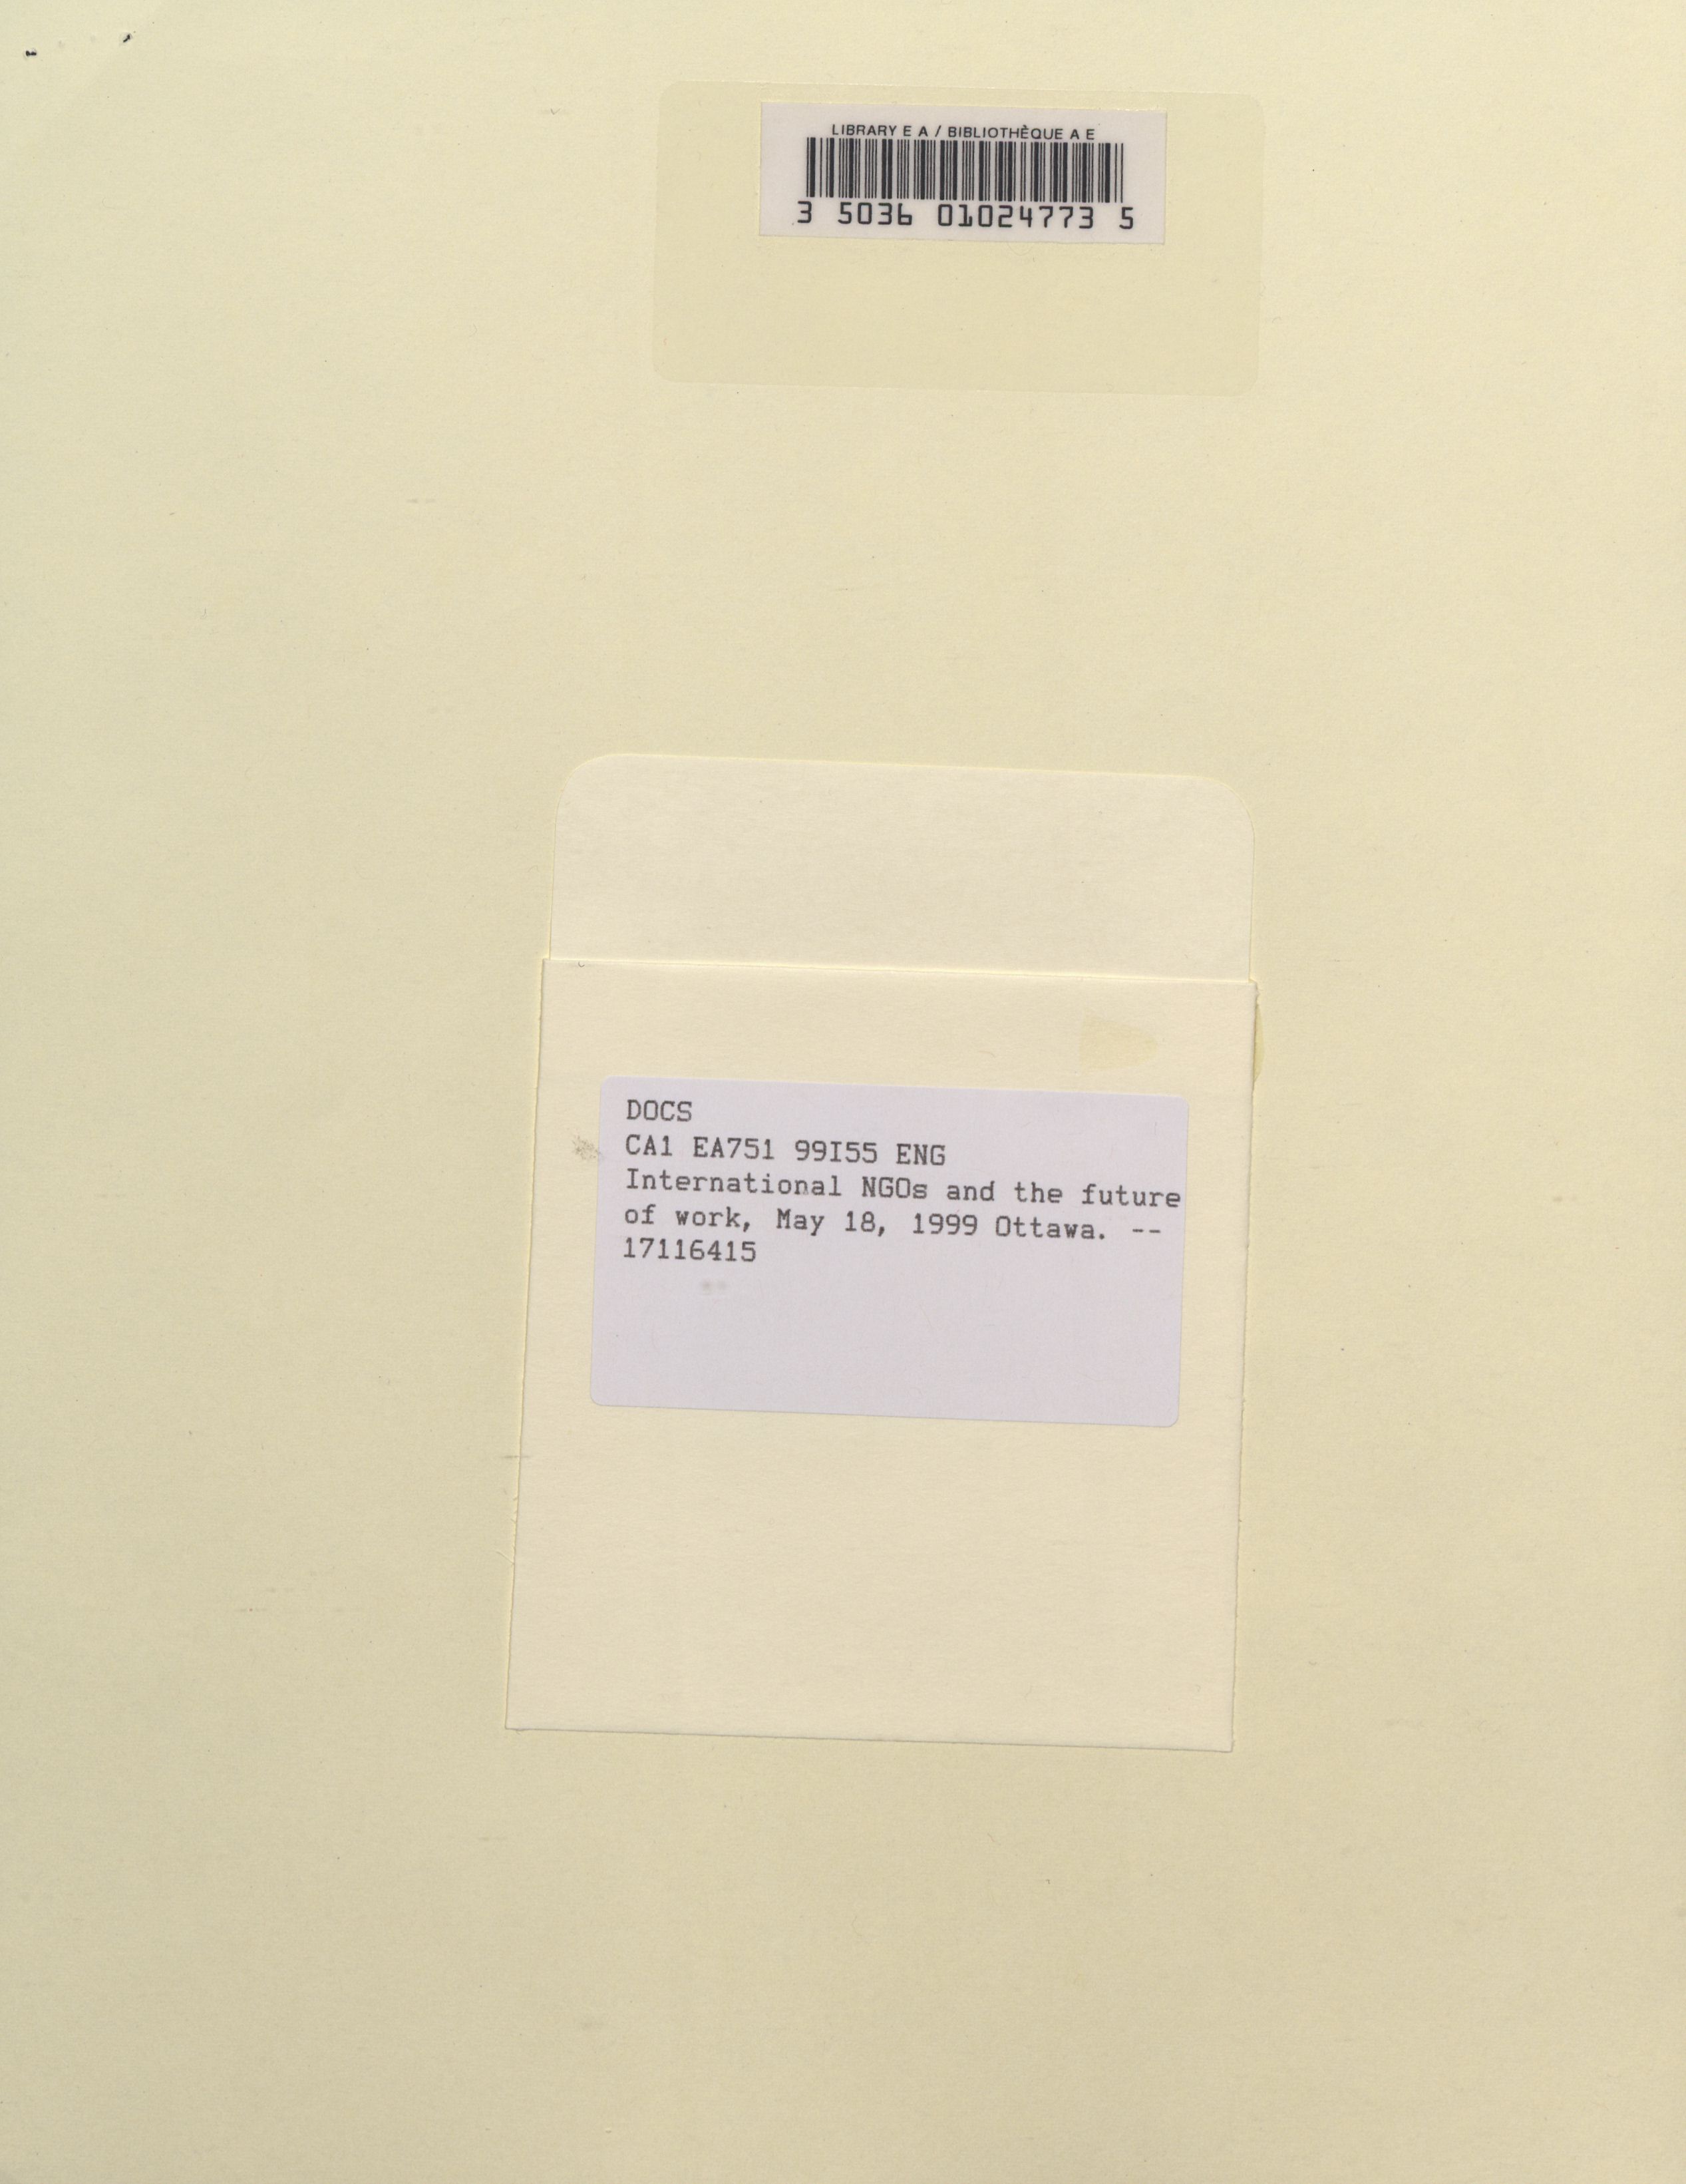 LIBRARY E A / BIBLIOTHÈQUE A E
3 5036 01024773 5
DOCS
CA1 EA751 99I55 ENG
International NGOs and the future
of work, May 18, 1999 Ottawa. --
17116415